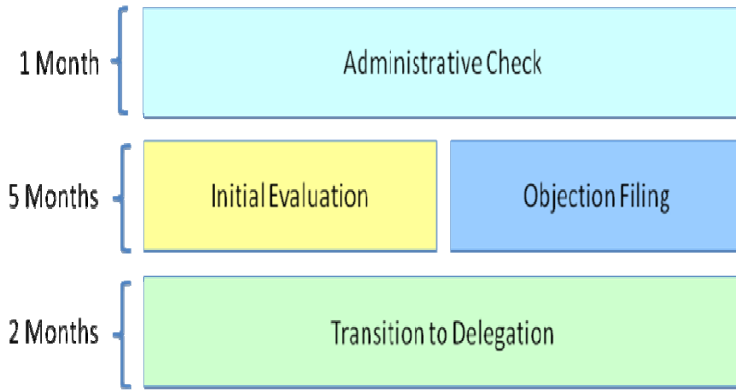 1 Month
Administrative Check
5 Months
Initial Evaluation
Objection Filing
2 Months
Transition to Delegation